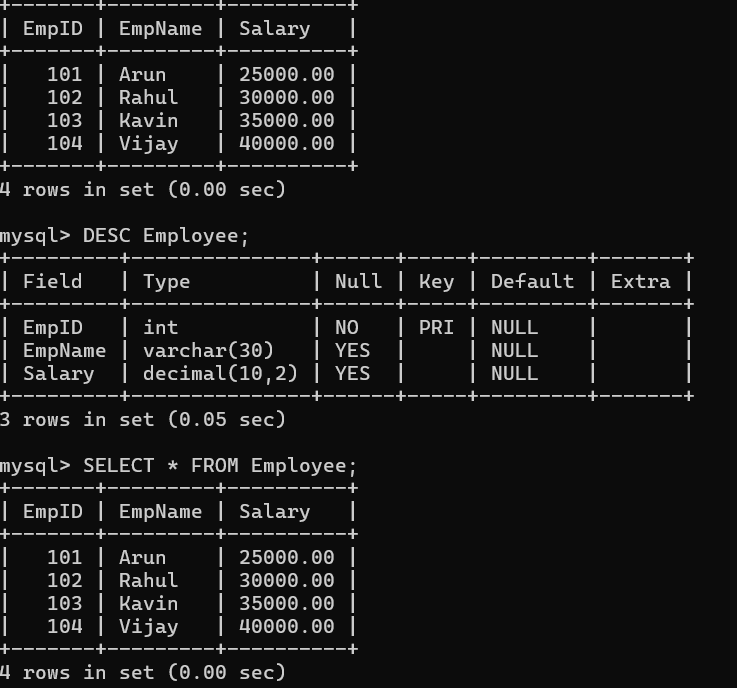 +-------+---------+----------+
| EmpID | EmpName | Salary   |
+-------+---------+----------+
|   101 | Arun    | 25000.00 |
|   102 | Rahul   | 30000.00 |
|   103 | Kavin   | 35000.00 |
|   104 | Vijay   | 40000.00 |
+-------+---------+----------+
4 rows in set (0.00 sec)

mysql> DESC Employee;
+---------+---------------+------+-----+---------+-------+
| Field   | Type          | Null | Key | Default | Extra |
+---------+---------------+------+-----+---------+-------+
| EmpID   | int           | NO   | PRI | NULL    |       |
| EmpName | varchar(30)   | YES  |     | NULL    |       |
| Salary  | decimal(10,2) | YES  |     | NULL    |       |
+---------+---------------+------+-----+---------+-------+
3 rows in set (0.05 sec)

mysql> SELECT * FROM Employee;
+-------+---------+----------+
| EmpID | EmpName | Salary   |
+-------+---------+----------+
|   101 | Arun    | 25000.00 |
|   102 | Rahul   | 30000.00 |
|   103 | Kavin   | 35000.00 |
|   104 | Vijay   | 40000.00 |
+-------+---------+----------+
4 rows in set (0.00 sec)